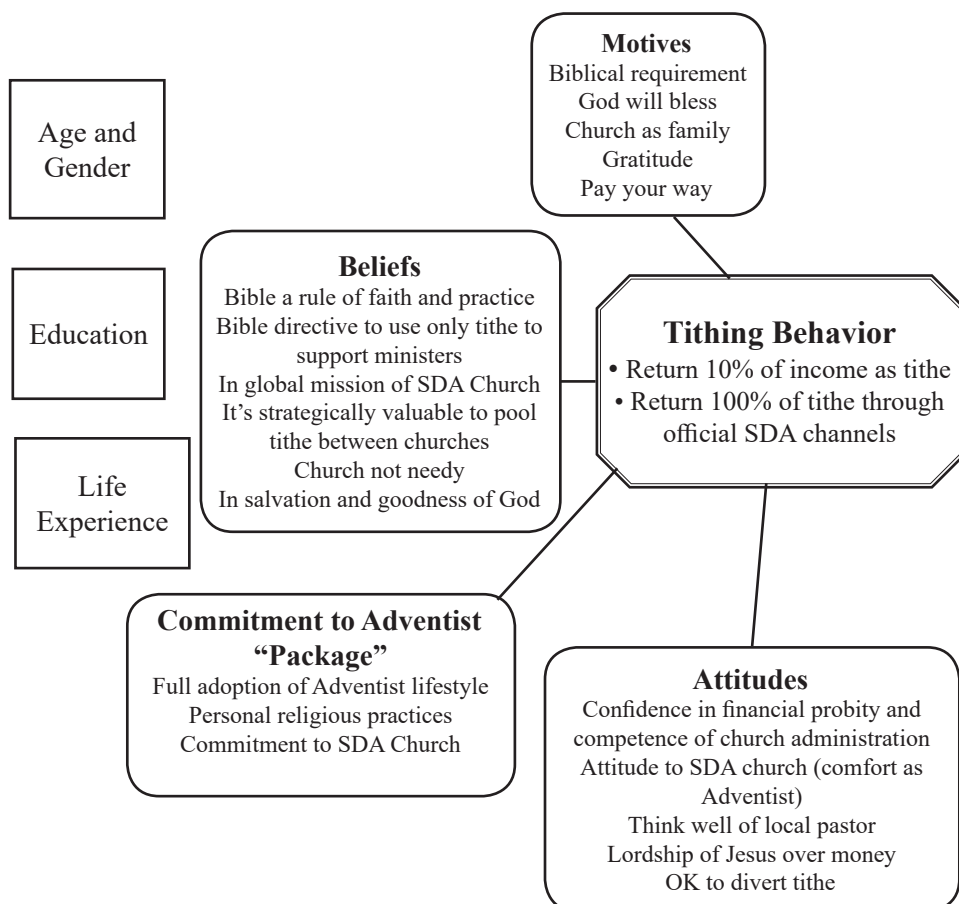 Motives
Biblical requirement
God will bless
Church as family
Gratitude
Pay your way
Age and
Gender
Education
Life
Experience
Beliefs
Bible a rule of faith and practice
Bible directive to use only tithe to
support ministers
In global mission of SDA Church
It’s strategically valuable to pool
tithe between churches
Church not needy
In salvation and goodness of God
Tithing Behavior
• Return 10% of income as tithe
• Return 100% of tithe through
official SDA channels
Commitment to Adventist
“Package”
Full adoption of Adventist lifestyle
Personal religious practices
Commitment to SDA Church
Attitudes
Confidence in financial probity and
competence of church administration
Attitude to SDA church (comfort as
Adventist)
Think well of local pastor
Lordship of Jesus over money
OK to divert tithe